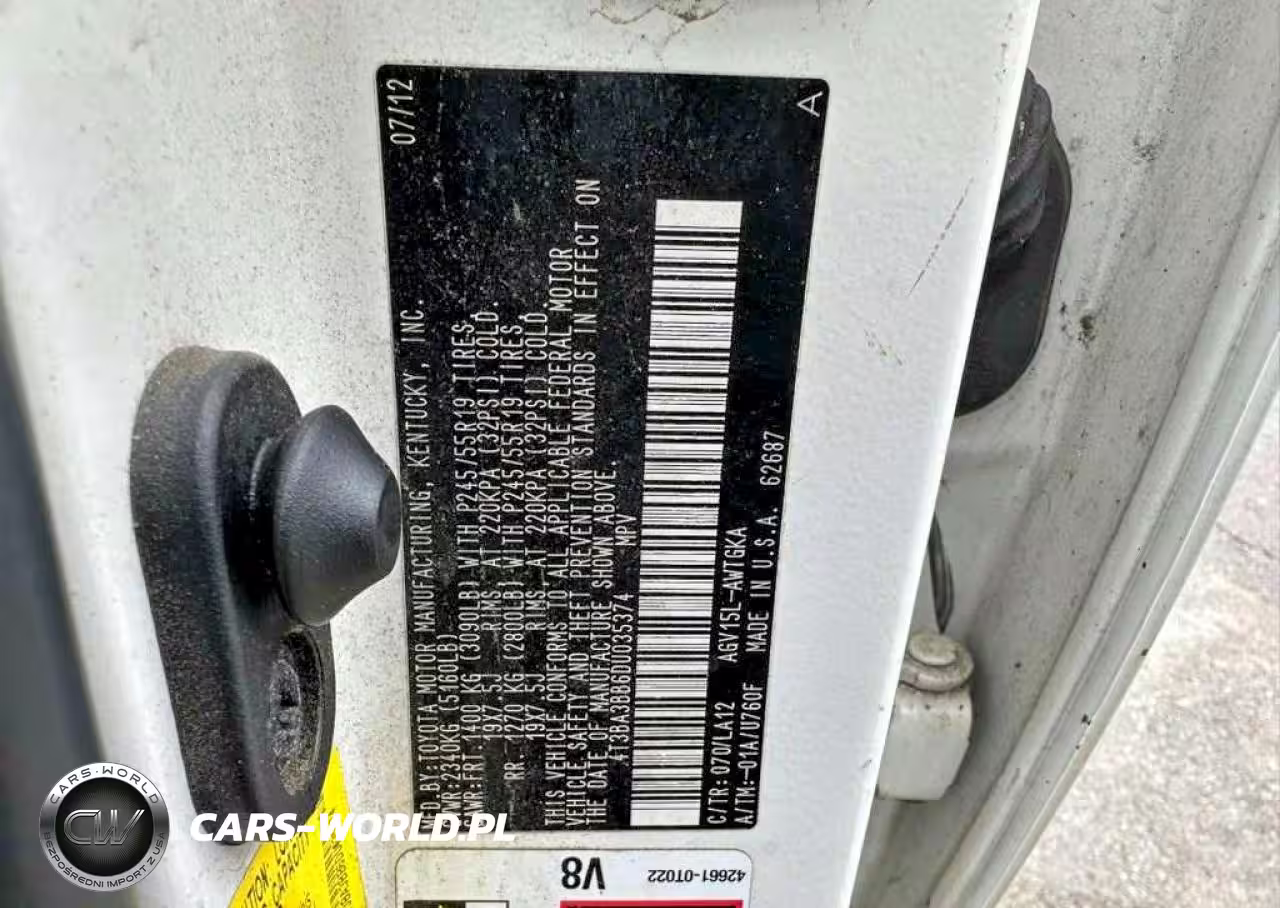 07/12
MFD.BY:TOYOTA MOTOR MANUFACTURING, KENTUCKY, INC.
GVWR:2340KG (5160LB)
GAWR:FRT.1400 KG (3090LB) WITH P245/55R19 TIRES,
19X7.5J RIMS AT 220KPA (32PSI) COLD.
RR. 1270 KG (2800LB) WITH P245/55R19 TIRES,
19X7.5J RIMS AT 220KPA (32PSI) COLD.
THIS VEHICLE CONFORMS TO ALL APPLICABLE FEDERAL MOTOR
VEHICLE SAFETY AND THEFT PREVENTION STANDARDS IN EFFECT ON
THE DATE OF MANUFACTURE SHOWN ABOVE.
4T3BA3BB6DU035374 MPV
C/TR:070/LA12 AGV15L-AWTGKA
A/TM:-01A/U760F MADE IN U.S.A. 62687
A
V8
42661-0T022
CAPACITY
CARS-WORLD
CW
BEZPOŚREDNI IMPORT Z USA
CARS-WORLD.PL